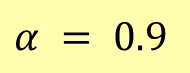 α = 0.9